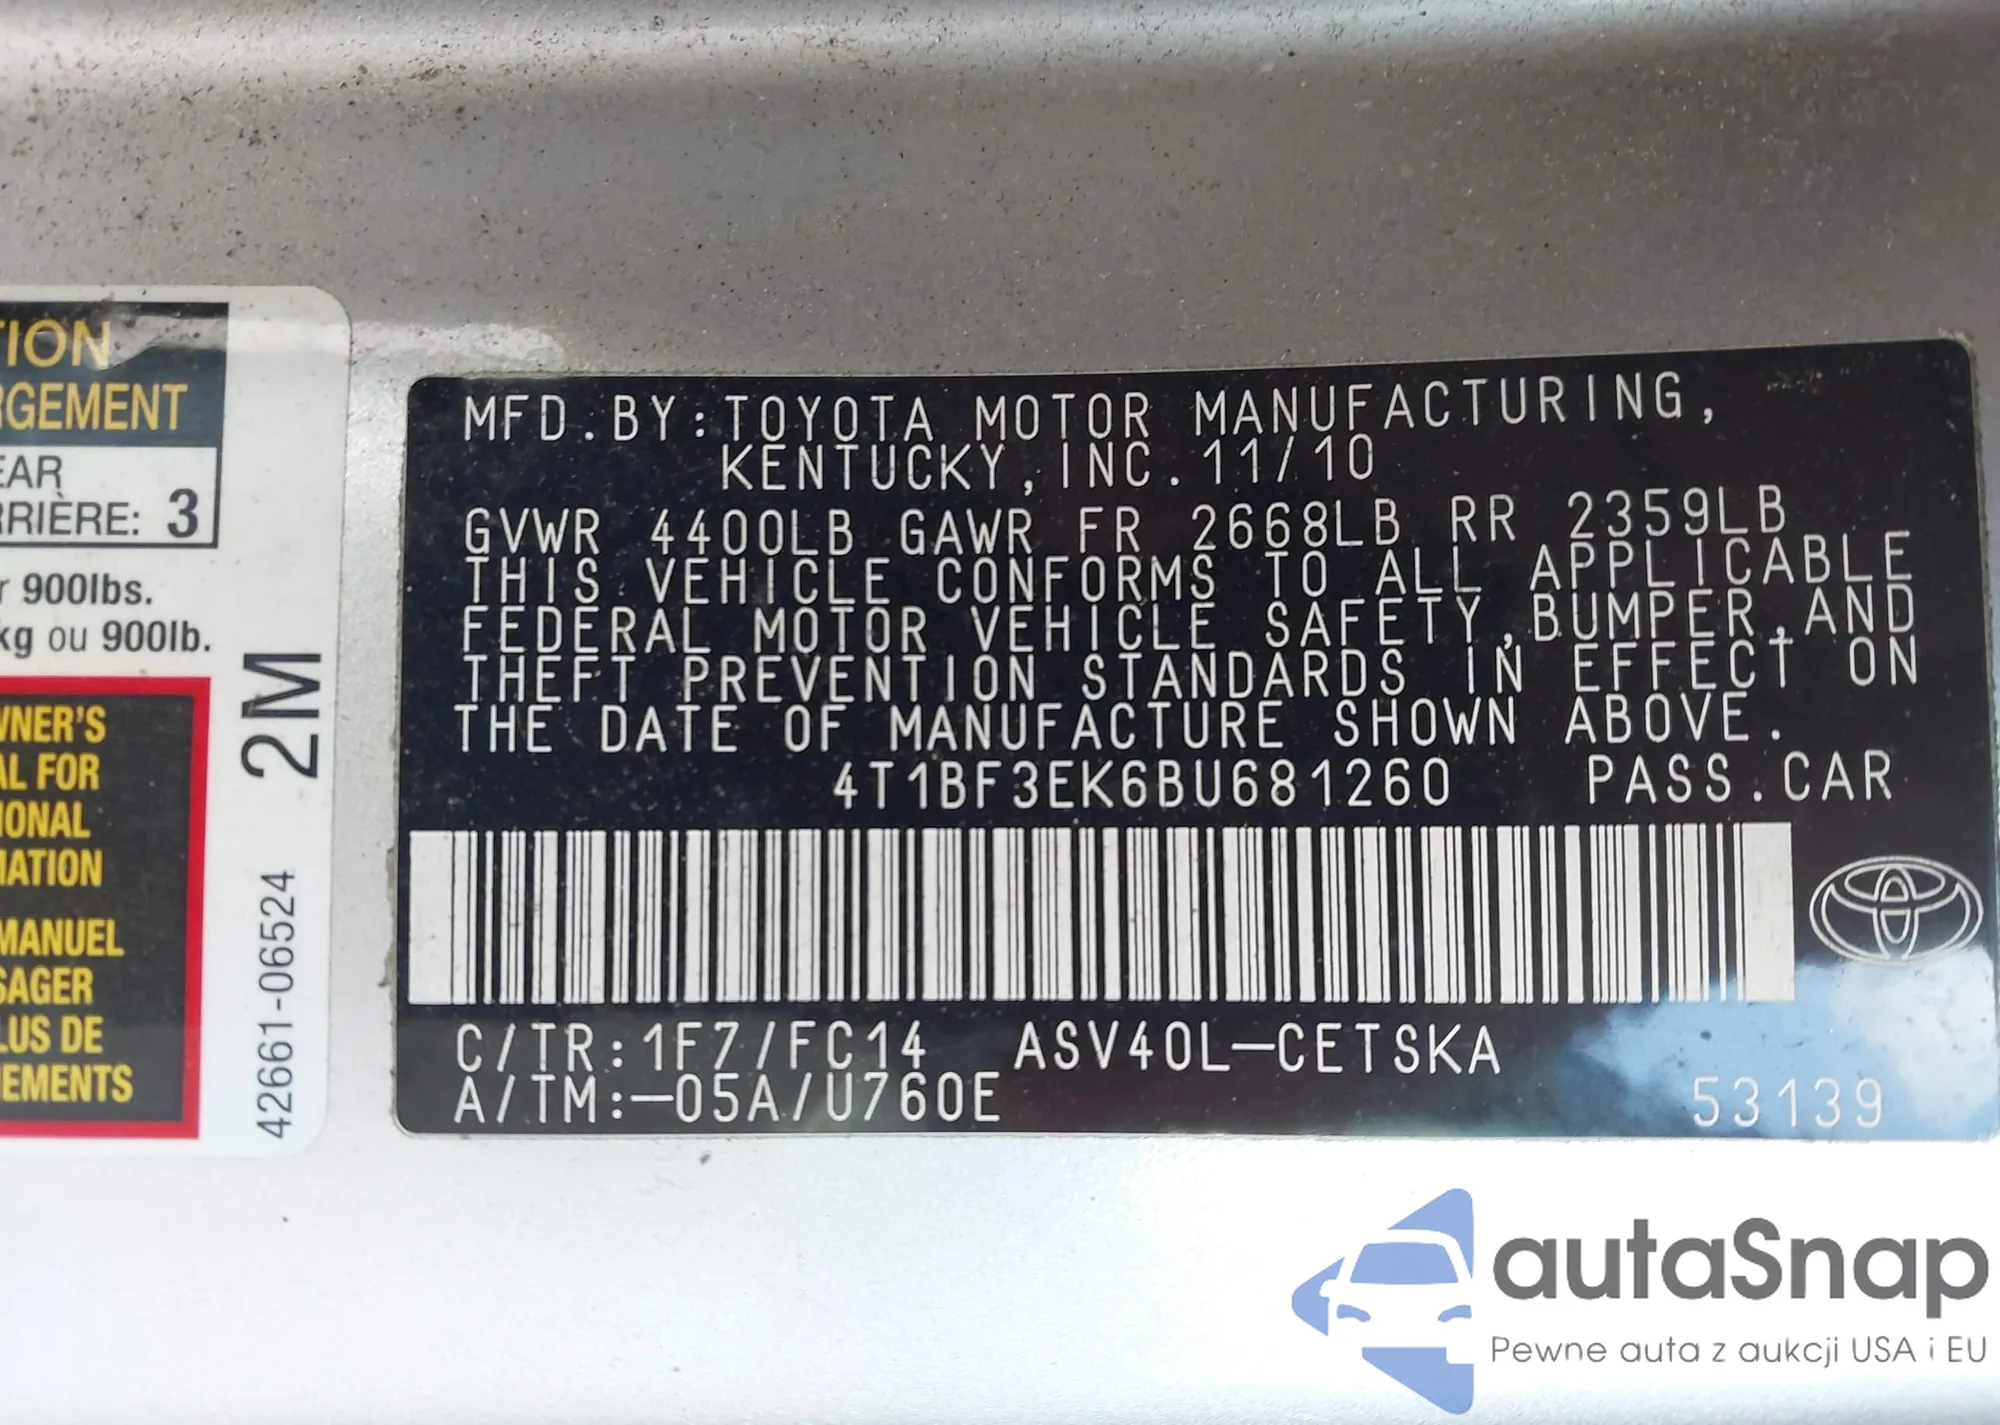 TION
RGEMENT
EAR
RRIÈRE: 3
r 900lbs.
kg ou 900lb.
WNER'S
AL FOR
IONAL
MATION
MANUEL
SAGER
LUS DE
NEMENTS
2M
42661-06524
MFD.BY:TOYOTA MOTOR MANUFACTURING,
KENTUCKY,INC.11/10
GVWR 4400LB GAWR FR 2668LB RR 2359LB
THIS VEHICLE CONFORMS TO ALL APPLICABLE
FEDERAL MOTOR VEHICLE SAFETY,BUMPER,AND
THEFT PREVENTION STANDARDS IN EFFECT ON
THE DATE OF MANUFACTURE SHOWN ABOVE.
4T1BF3EK6BU681260 PASS.CAR
C/TR:1F7/FC14 ASV40L-CETSKA
A/TM:-05A/U760E
53139
autaSnap
Pewne auta z aukcji USA i EU